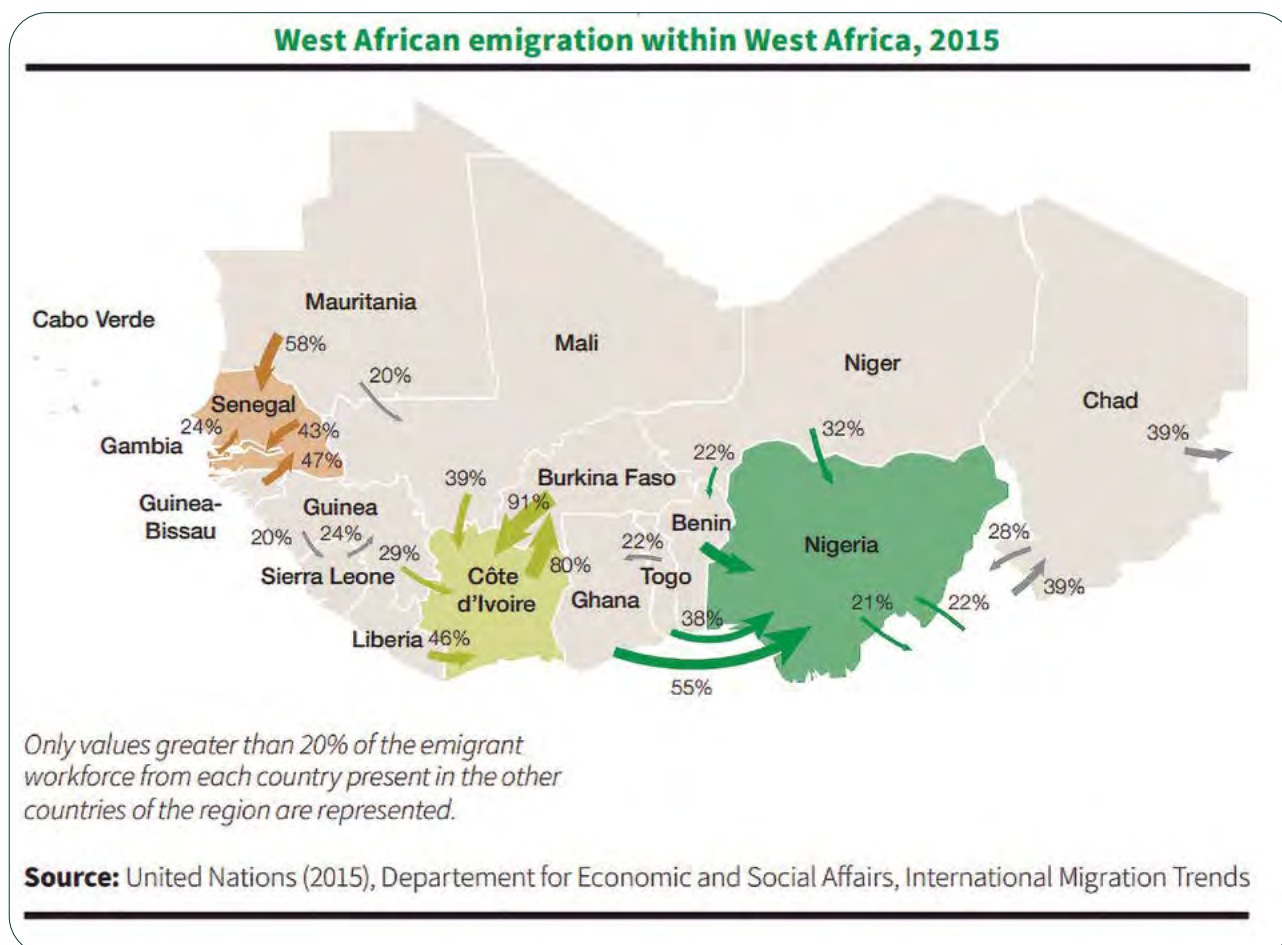 West African emigration within West Africa, 2015
Mauritania
Cabo Verde
58%
Mali
Niger
20%
Chad
Senegal
24%
43%
39%
32%
Gambia
47%
22%
39%
Burkina Faso
91%
Guinea-
Bissau
Guinea
Benin
20%
24%
29%
22%
Nigeria
28%
Sierra Leone
Côte
d'Ivoire
80%
Togo
39%
Ghana
21%
22%
38%
Liberia
46%
55%
Only values greater than 20% of the emigrant
workforce from each country present in the other
countries of the region are represented.
Source: United Nations (2015), Departement for Economic and Social Affairs, International Migration Trends